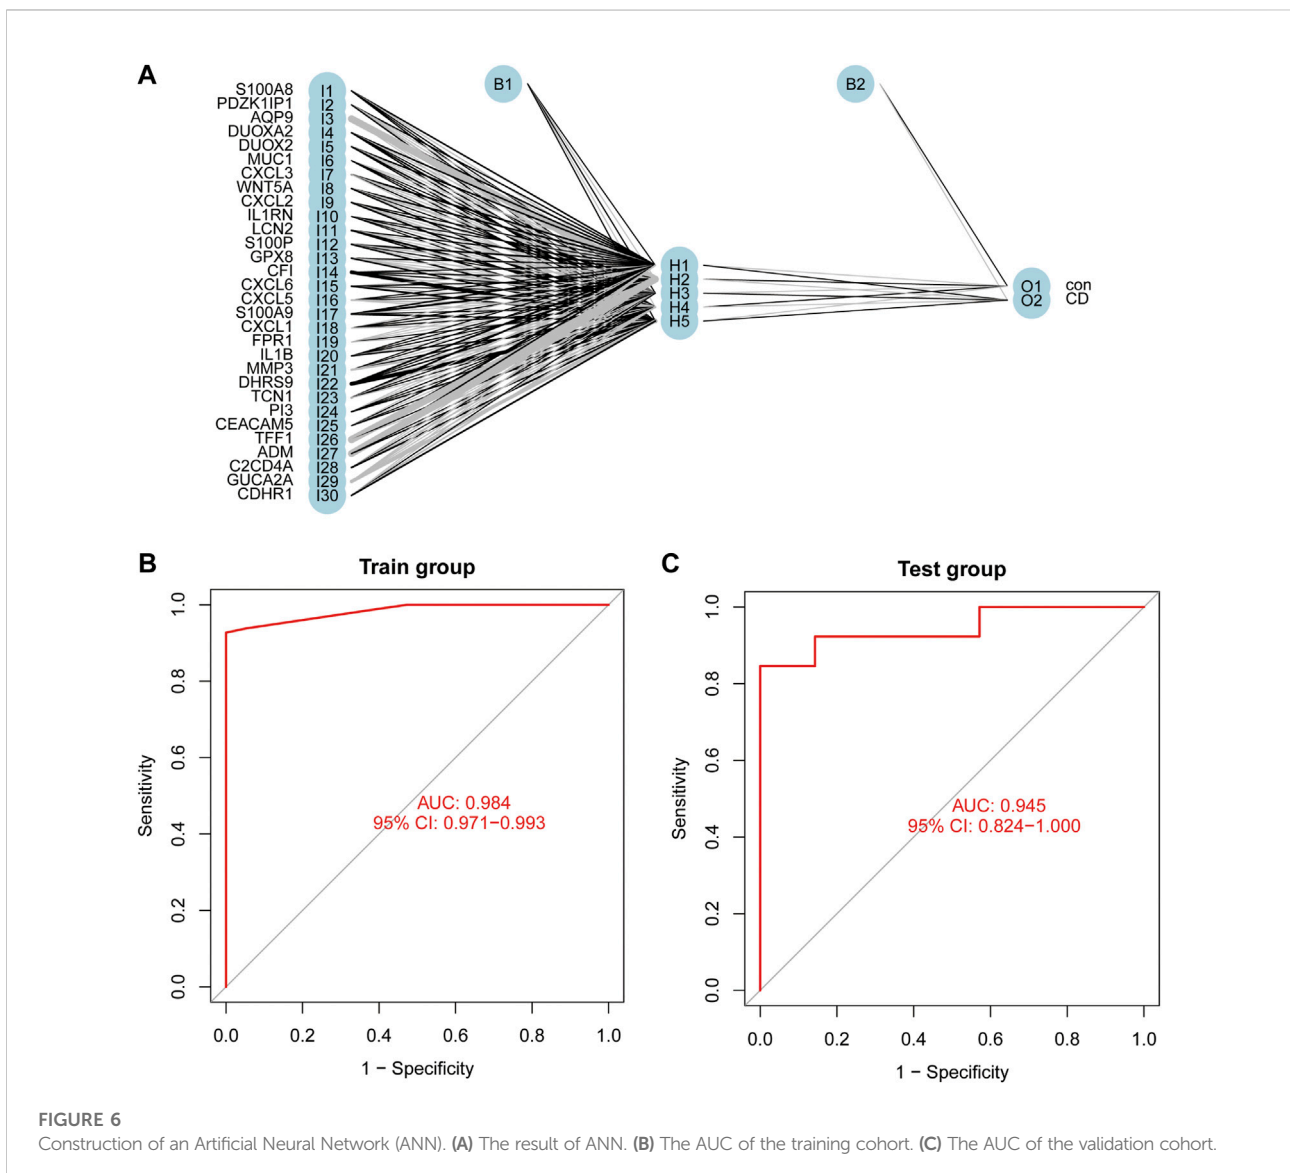 A
B1
B2
S100A8 I1
PDZK1IP1 I2
AQP9 I3
DUOXA2 I4
DUOX2 I5
MUC1 I6
CXCL3 I7
WNT5A I8
CXCL2 I9
IL1RN I10
LCN2 I11
S100P I12
GPX8 I13
CFI I14
CXCL6 I15
CXCL5 I16
S100A9 I17
CXCL1 I18
FPR1 I19
IL1B I20
MMP3 I21
DHRS9 I22
TCN1 I23
PI3 I24
CEACAM5 I25
TFF1 I26
ADM I27
C2CD4A I28
GUCA2A I29
CDHR1 I30
H1
H2
H3
H4
H5
O1 con
O2 CD
B
Train group
Sensitivity
1.0
0.8
0.6
0.4
0.2
0.0
AUC: 0.984
95% CI: 0.971−0.993
0.0 0.2 0.4 0.6 0.8 1.0
1 − Specificity
C
Test group
Sensitivity
1.0
0.8
0.6
0.4
0.2
0.0
AUC: 0.945
95% CI: 0.824−1.000
0.0 0.2 0.4 0.6 0.8 1.0
1 − Specificity
FIGURE 6
Construction of an Artificial Neural Network (ANN). (A) The result of ANN. (B) The AUC of the training cohort. (C) The AUC of the validation cohort.